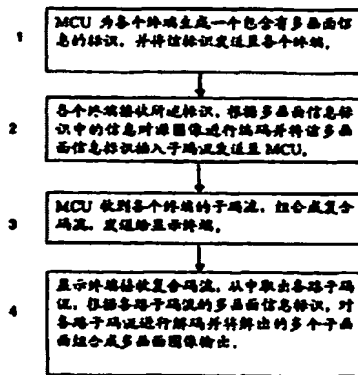 1
MCU 为各个终端生成一个包含有多画面信
息的标识，并将该标识发送至各个终端。
2
各个终端接收所述标识，根据多画面信息标
识中的信息对源图像进行编码并将该多画
面信息标识插入子码流发送至MCU。
3
MCU 收到各个终端的子码流，组合成复合
码流，发送给显示终端。
4
显示终端接收复合码流，从中取出各路子码
流，根据各路子码流的多画面信息标识，对
各路子码流进行解码并将解出的多个子画
面组合成多画面图像输出。